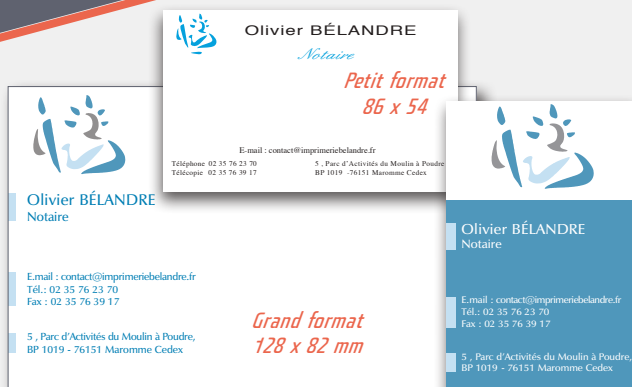 Olivier BÉLANDRE
Notaire
Petit format
86 x 54
E-mail : contact@imprimeriebelandre.fr
Téléphone 02 35 76 23 70
Télécopie 02 35 76 39 17
5 , Parc d'Activités du Moulin à Poudre
BP 1019 -76151 Maromme Cedex
Olivier BÉLANDRE
Notaire
E.mail : contact@imprimeriebelandre.fr
Tél.: 02 35 76 23 70
Fax : 02 35 76 39 17
5 , Parc d'Activités du Moulin à Poudre,
BP 1019 - 76151 Maromme Cedex
Grand format
128 x 82 mm
Olivier BÉLANDRE
Notaire
E.mail : contact@imprimeriebelandre.fr
Tél.: 02 35 76 23 70
Fax : 02 35 76 39 17
5 , Parc d'Activités du Moulin à Poudre,
BP 1019 - 76151 Maromme Cedex